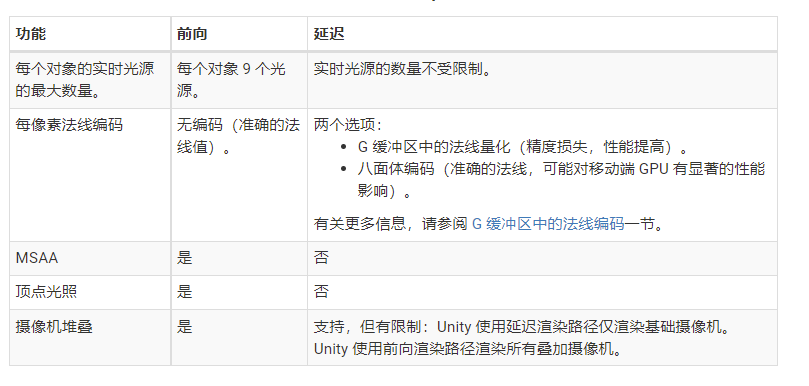 功能 前向 延迟
每个对象的实时光源 每个对象 9 个光 实时光源的数量不受限制。
的最大数量。 源。
每像素法线编码 无编码（准确的法 两个选项：
线值）。 • G 缓冲区中的法线量化（精度损失，性能提高）。
• 八面体编码（准确的法线，可能对移动端 GPU 有显著的性能
影响）。
有关更多信息，请参阅 G 缓冲区中的法线编码一节。
MSAA 是 否
顶点光照 是 否
摄像机堆叠 是 支持，但有限制：Unity 使用延迟渲染路径仅渲染基础摄像机。
Unity 使用前向渲染路径渲染所有叠加摄像机。